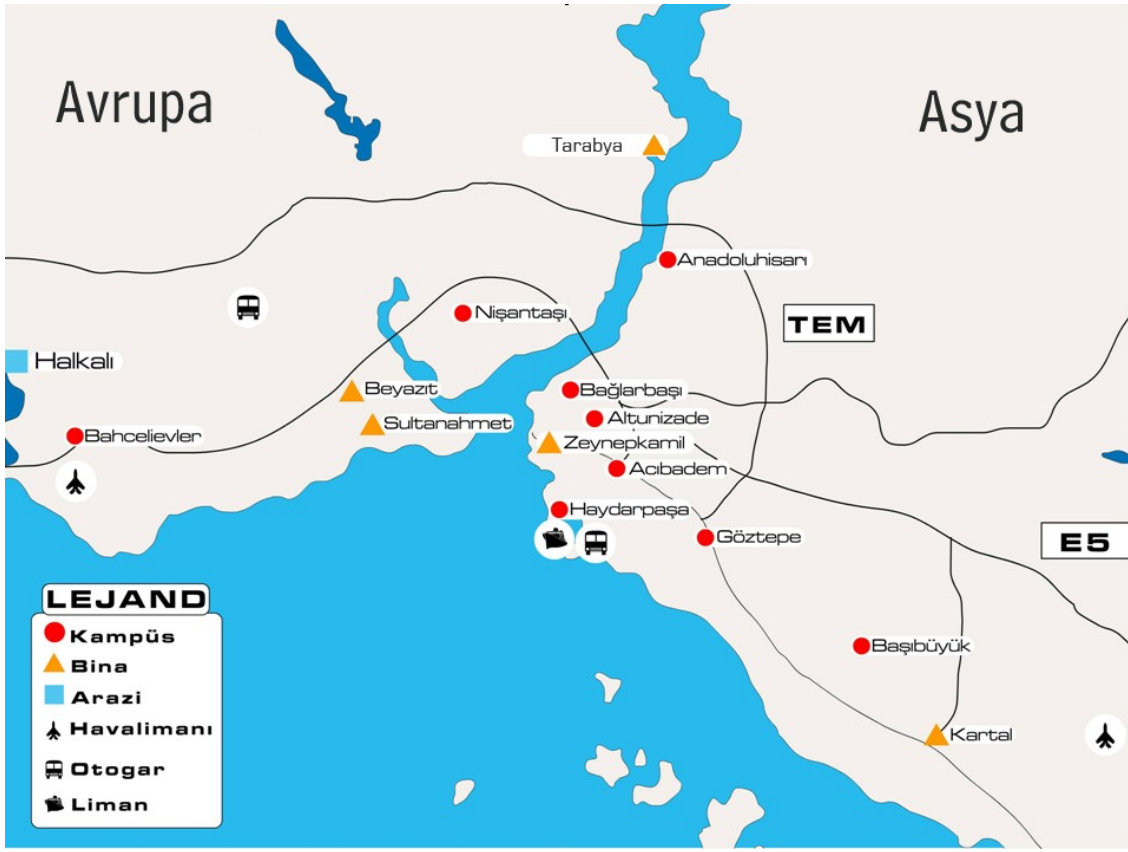 Avrupa
Asya
Tarabya
Anadoluhisarı
Nişantaşı
TEM
Halkalı
Beyazıt
Bağlarbaşı
Sultanahmet
Altunizade
Bahcelievler
Zeynepkamil
Acıbadem
Haydarpaşa
Göztepe
E5
LEJAND
Kampüs
Bina
Arazi
Havalimanı
Otogar
Liman
Başıbüyük
Kartal